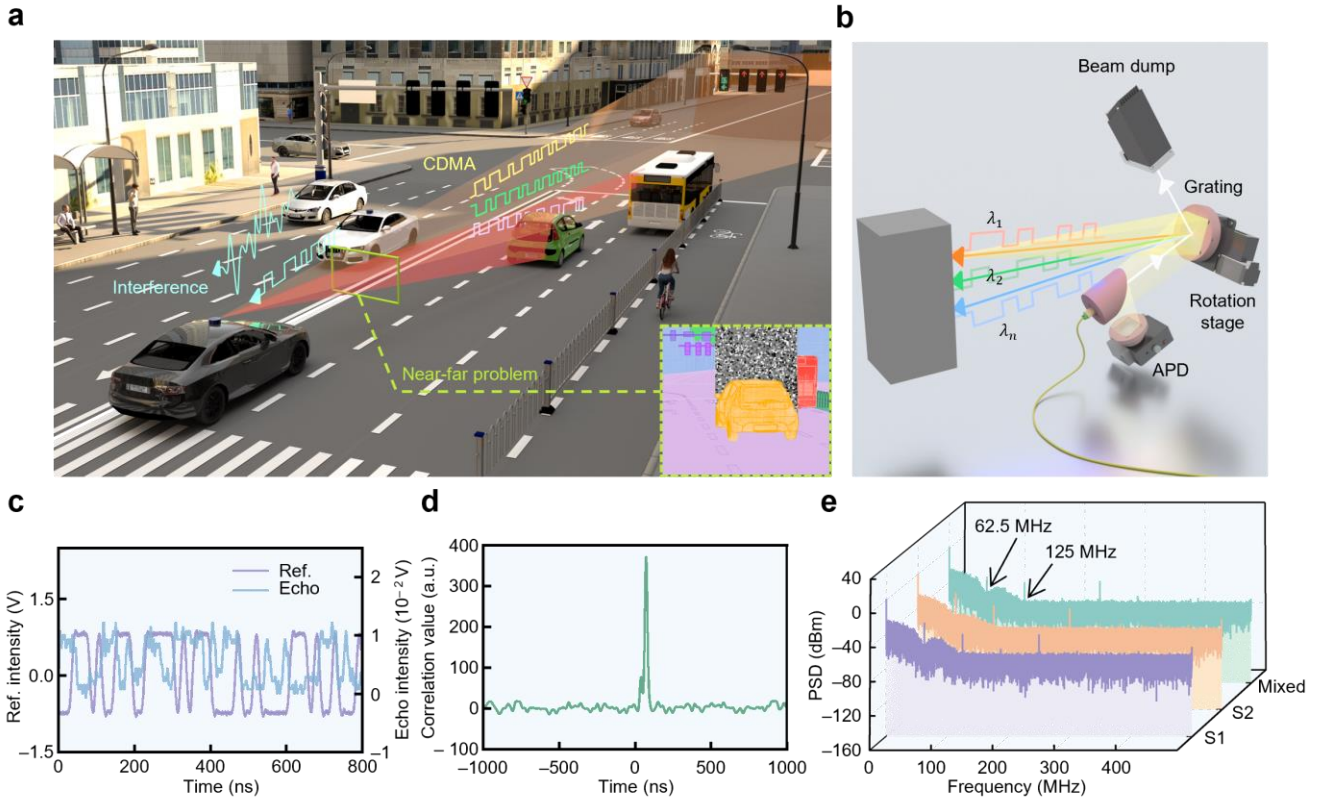 a
CDMA
Interference
Near-far problem
b
Beam dump
Grating
λ1
λ2
λn
Rotation
stage
APD
c
Ref. intensity (V)
1.5
0.0
–1.5
Ref.
Echo
2
1
0
–1
Echo intensity (10⁻² V)
0
200
400
600
800
Time (ns)
d
Correlation value (a.u.)
400
300
200
100
0
– 100
–1000
–500
0
500
1000
Time (ns)
e
62.5 MHz
125 MHz
PSD (dBm)
40
0
–40
–80
–120
–160
0
100
200
300
400
Frequency (MHz)
S1
S2
Mixed